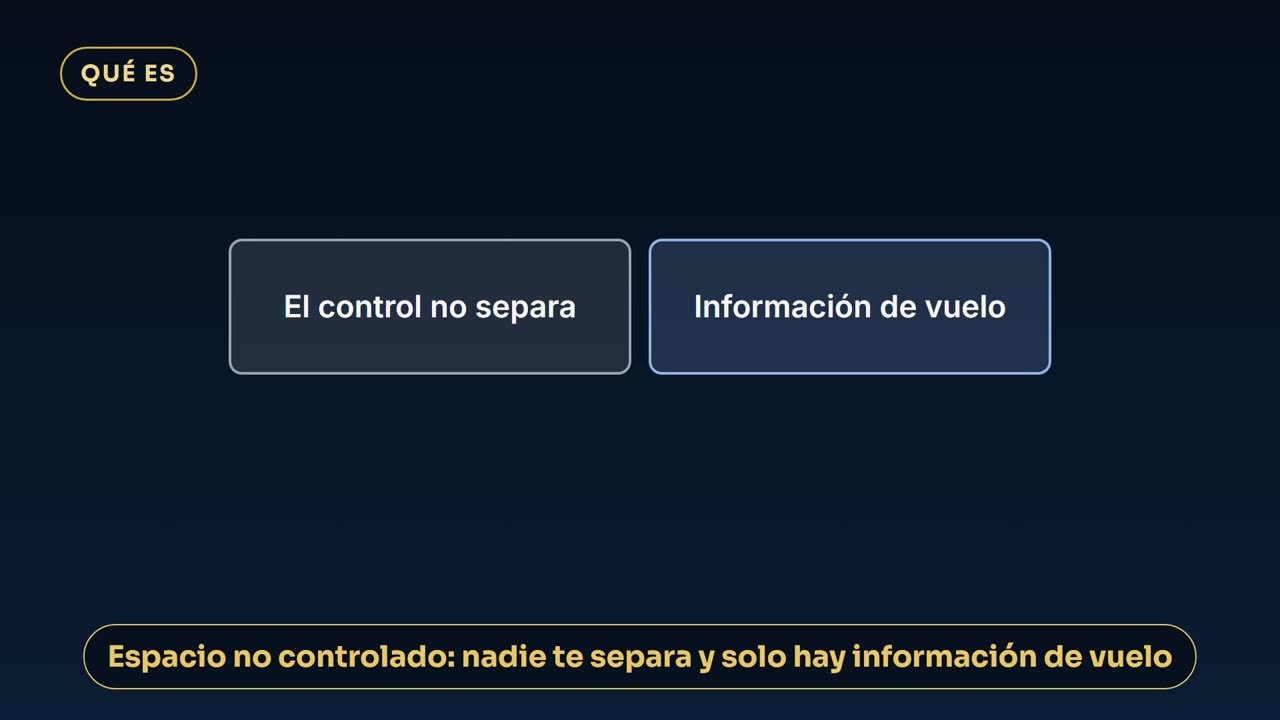 QUÉ ES
El control no separa
Información de vuelo
Espacio no controlado: nadie te separa y solo hay información de vuelo